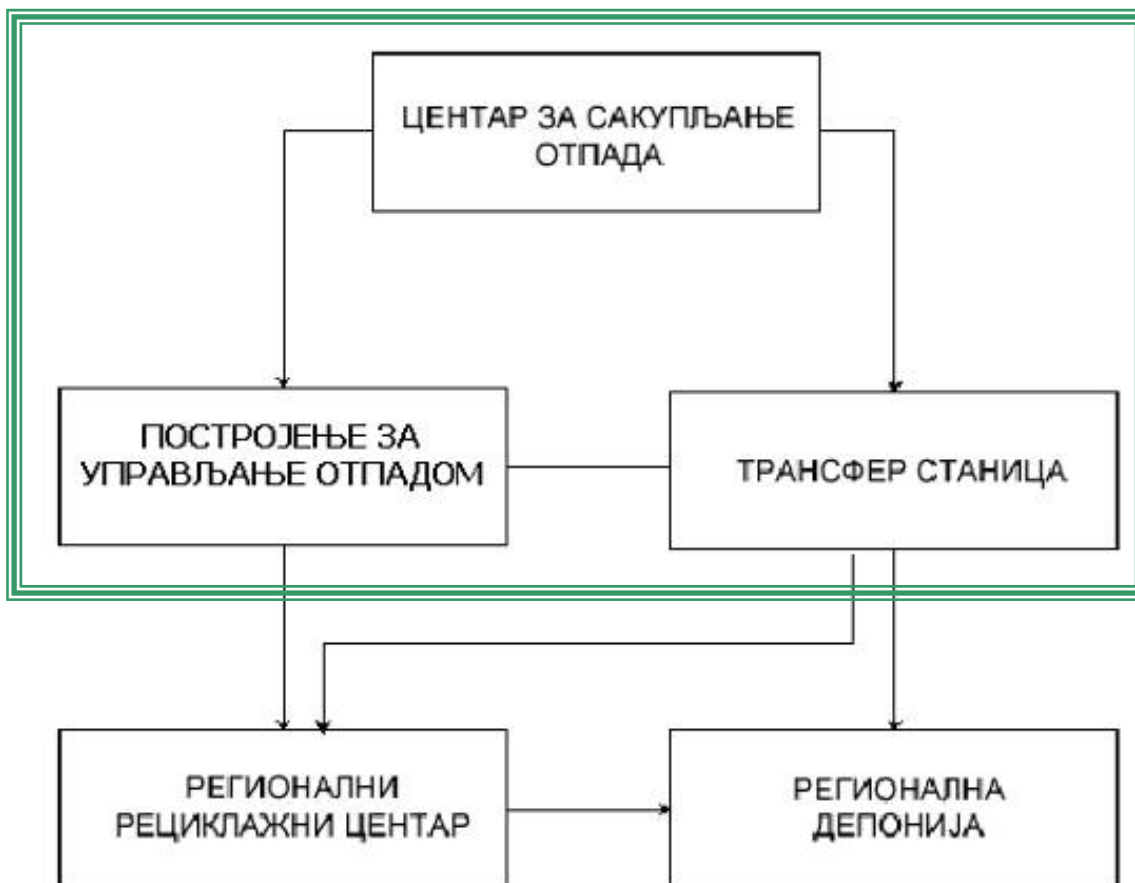 ЦЕНТАР ЗА САКУПЉАЊЕ
ОТПАДА
ПОСТРОЈЕЊЕ ЗА
УПРАВЉАЊЕ ОТПАДОМ
ТРАНСФЕР СТАНИЦА
РЕГИОНАЛНИ
РЕЦИКЛАЖНИ ЦЕНТАР
РЕГИОНАЛНА
ДЕПОНИЈА